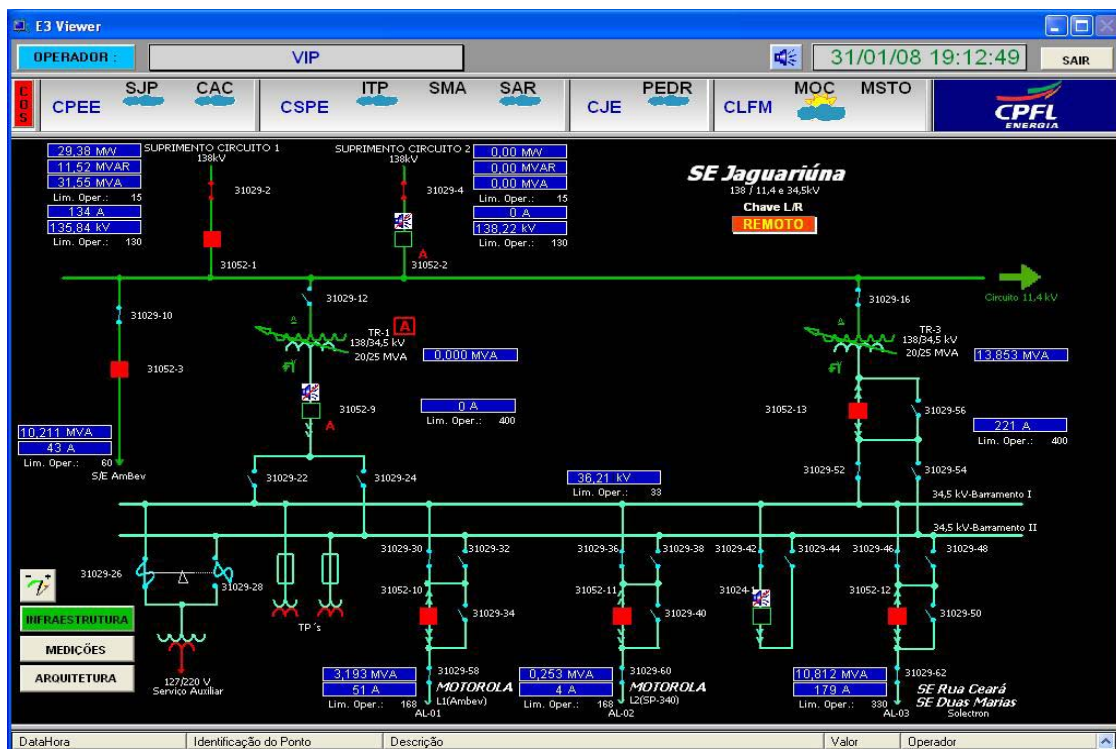 E3 Viewer
OPERADOR :
VIP
31/01/08 19:12:49
SAIR
COS
CPEE
SJP
CAC
CSPE
ITP
SMA
SAR
CJE
PEDR
CLFM
MOC
MSTO
CPFL
ENERGIA
29,38 MW
11,52 MVAR
31,55 MVA
Lim. Oper.: 15
134 A
135,84 kV
Lim. Oper.: 130
SUPRIMENTO CIRCUITO 1
138kV
31029-2
31052-1
SUPRIMENTO CIRCUITO 2
138kV
31029-4
A
31052-2
0,00 MW
0,00 MVAR
0,00 MVA
Lim. Oper.: 15
0 A
138,22 kV
Lim. Oper.: 130
SE Jaguariúna
138 / 11,4 e 34,5kV
Chave L/R
REMOTO
Circuito 11,4 kV
31029-10
31052-3
10,211 MVA
43 A
Lim. Oper.: 60
S/E AmBev
31029-12
TR-1
A
138/34,5 kV
20/25 MVA
0,000 MVA
31052-9
A
0 A
Lim. Oper.: 400
31029-16
TR-3
138/34,5 kV
20/25 MVA
13,853 MVA
31052-13
31029-56
221 A
Lim. Oper.: 400
31029-22
31029-24
36,21 kV
Lim. Oper.: 33
31029-52
31029-54
34,5 kV-Barramento I
34,5 kV-Barramento II
31029-26
31029-28
127/220 V
Serviço Auxiliar
TP´s
31029-30
31029-32
31052-10
31029-34
31029-58
3,193 MVA
51 A
Lim. Oper.: 168
MOTOROLA
L1(Ambev)
AL-01
31029-36
31029-38
31052-11
31029-40
31029-60
0,253 MVA
4 A
Lim. Oper.: 168
MOTOROLA
L2(SP-340)
AL-02
31029-42
31029-44
31029-46
31029-48
31052-12
31029-50
31029-62
10,812 MVA
179 A
Lim. Oper.: 330
SE Rua Ceará
SE Duas Marias
Solectron
AL-03
INFRAESTRUTURA
MEDIÇÕES
ARQUITETURA
DataHora
Identificação do Ponto
Descrição
Valor
Operador